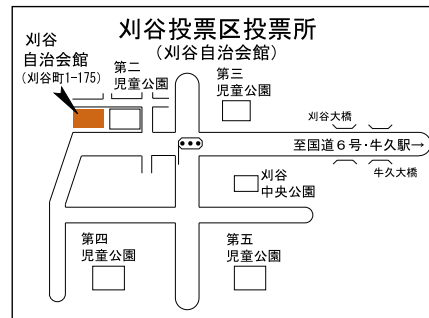 刈谷投票区投票所
(刈谷自治会館)
刈谷
自治会館
(刈谷町1-175)
第二
児童公園
第三
児童公園
刈谷大橋
至国道6号・牛久駅→
牛久大橋
刈谷
中央公園
第四
児童公園
第五
児童公園